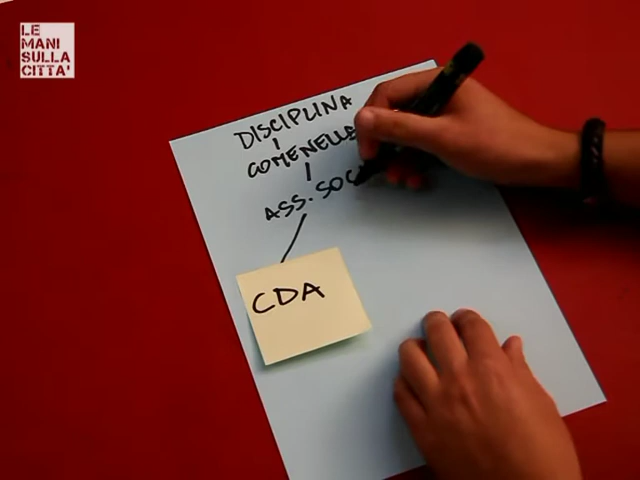 LE
MANI
SULLA
CITTA'
DISCIPLINA
COMENELLE
ASS. SOC
CDA